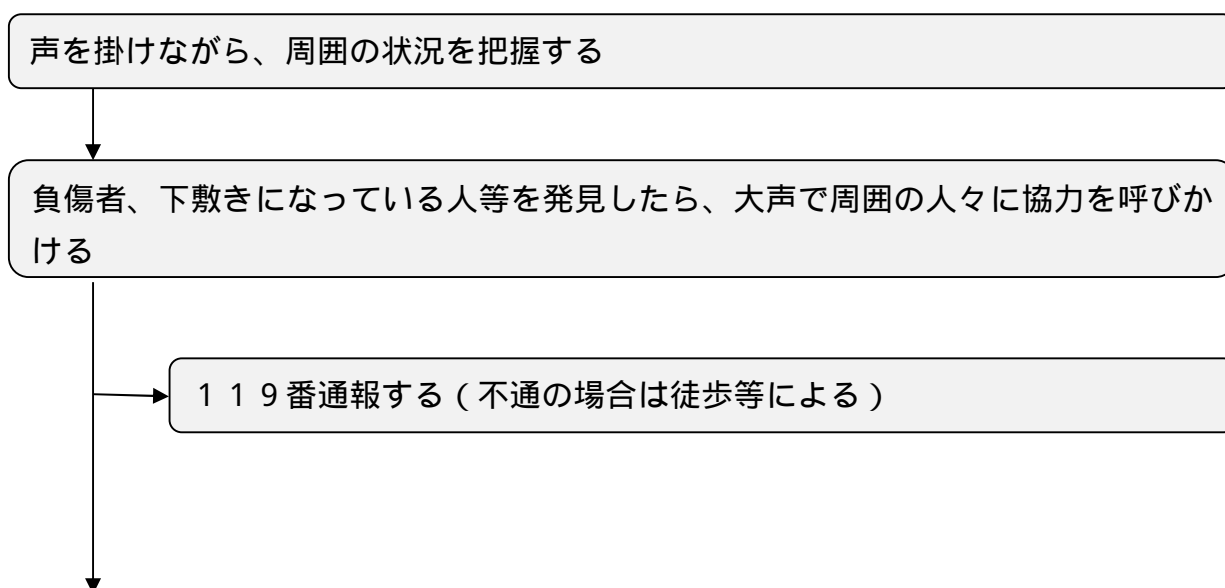 声を掛けながら、周囲の状況を把握する
負傷者、下敷きになっている人等を発見したら、大声で周囲の人々に協力を呼びか
ける
１１９番通報する（不通の場合は徒歩等による）